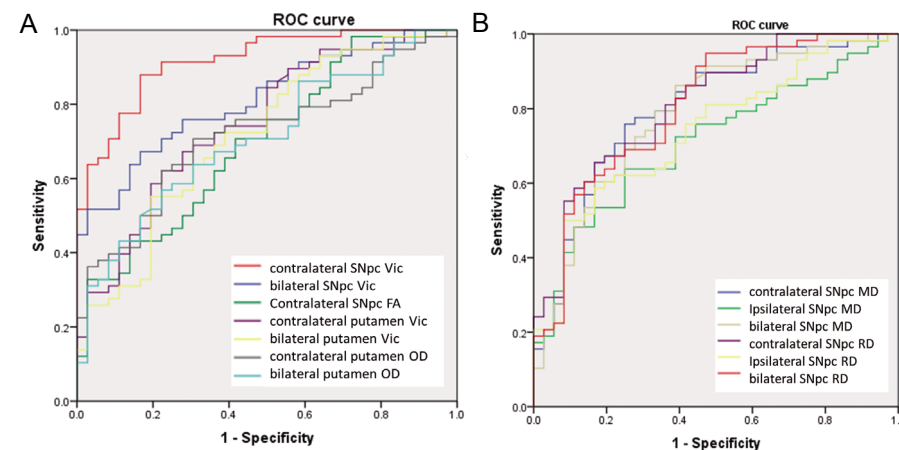 A
ROC curve
Sensitivity
1.0
0.8
0.6
0.4
0.2
0.0
0.0 0.2 0.4 0.6 0.8 1.0
1 - Specificity
contralateral SNpc Vic
bilateral SNpc Vic
Contralateral SNpc FA
contralateral putamen Vic
bilateral putamen Vic
contralateral putamen OD
bilateral putamen OD
B
ROC curve
Sensitivity
1.0
0.8
0.6
0.4
0.2
0.0
0.0 0.2 0.4 0.6 0.8 1.0
1 - Specificity
contralateral SNpc MD
Ipsilateral SNpc MD
bilateral SNpc MD
contralateral SNpc RD
Ipsilateral SNpc RD
bilateral SNpc RD